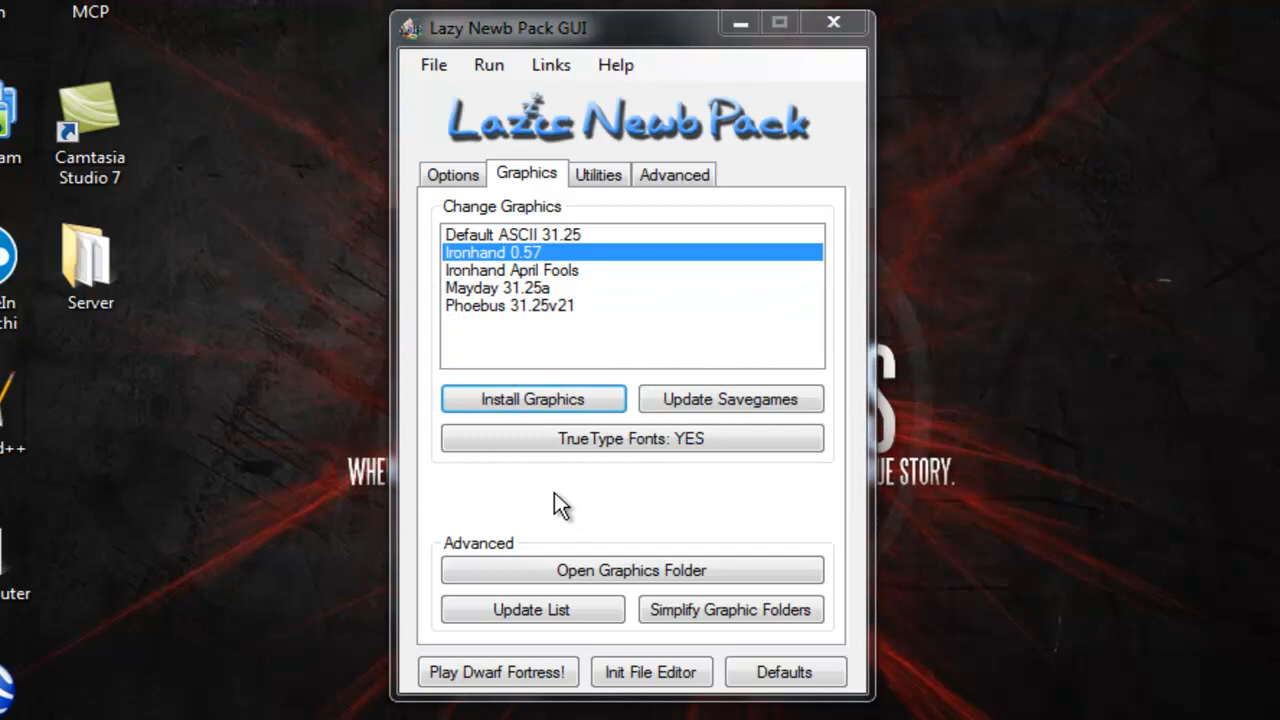 MCP
Camtasia
Studio 7
Server
Lazy Newb Pack GUI
File Run Links Help
Lazy Newb Pack
Options Graphics Utilities Advanced
Change Graphics
Default ASCII 31.25
Ironhand 0.57
Ironhand April Fools
Mayday 31.25a
Phoebus 31.25v21
Install Graphics Update Savegames
TrueType Fonts: YES
Advanced
Open Graphics Folder
Update List Simplify Graphic Folders
Play Dwarf Fortress! Init File Editor Defaults
am
In
chi
d++
uter
WHE
UE STORY.